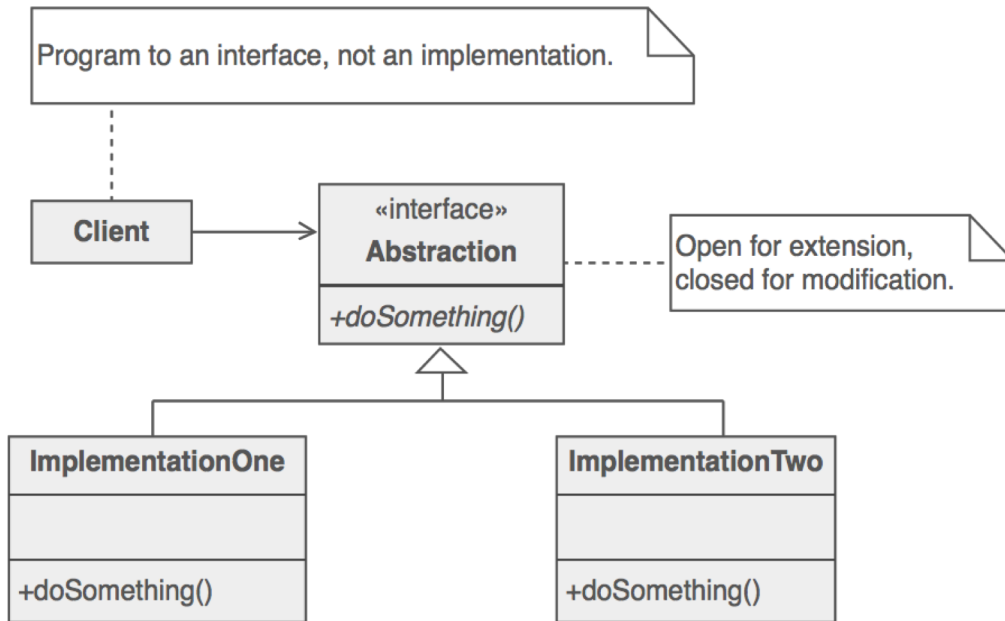 Program to an interface, not an implementation.
Client
«interface»
Abstraction
+doSomething()
Open for extension,
closed for modification.
ImplementationOne
+doSomething()
ImplementationTwo
+doSomething()